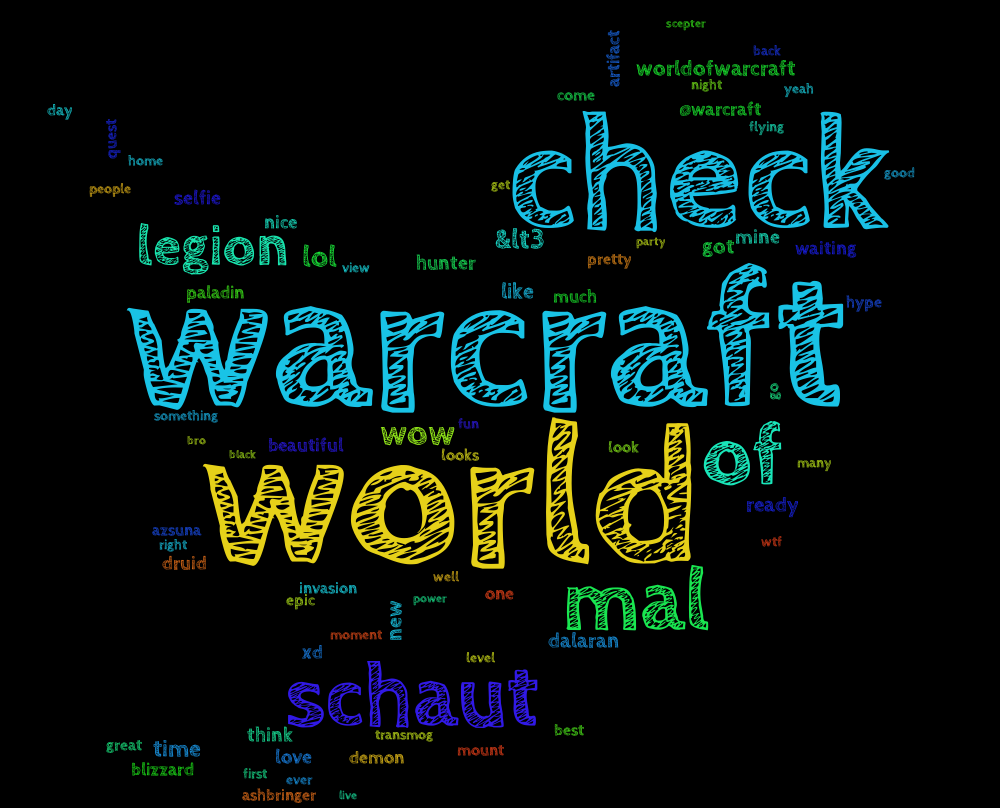 scepter
artifact
back
worldofwarcraft
night
yeah
come
day
@warcraft
quest
flying
check
home
good
people
get
selfie
nice
&lt3
party
mine
legion
lol
got
waiting
view
hunter
pretty
paladin
like
much
hype
warcraft
go
something
bro
wow
fun
black
beautiful
looks
look
of
many
world
ready
azsuna
right
wtf
druid
well
invasion
epic
power
one
mal
new
moment
dalaran
xd
level
schaut
think
transmog
best
great
time
love
demon
mount
blizzard
first
ever
ashbringer
live